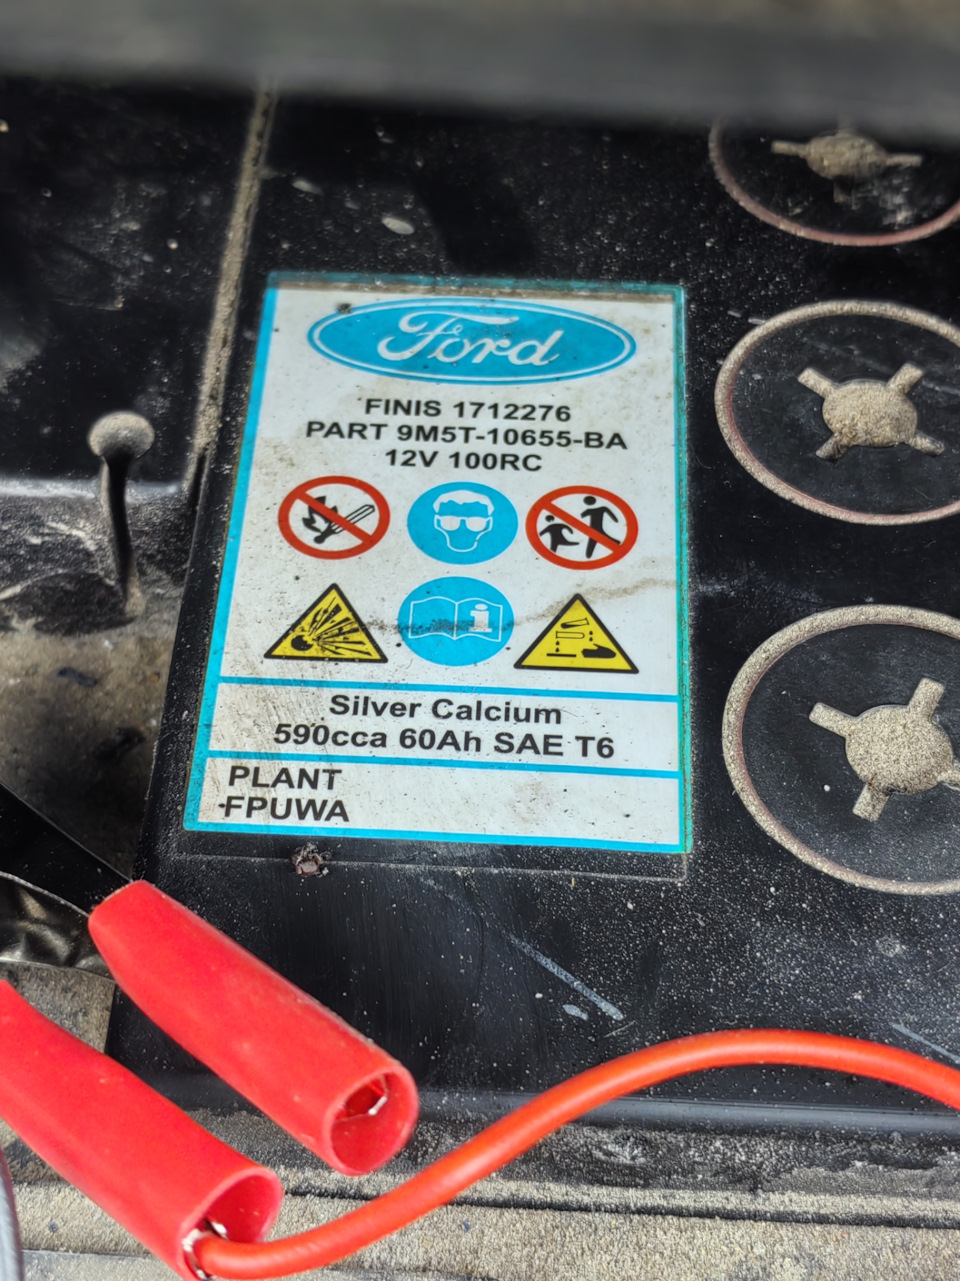 Ford
FINIS 1712276
PART 9M5T-10655-BA
12V 100RC
Silver Calcium
590cca 60Ah SAE T6
PLANT
FPUWA